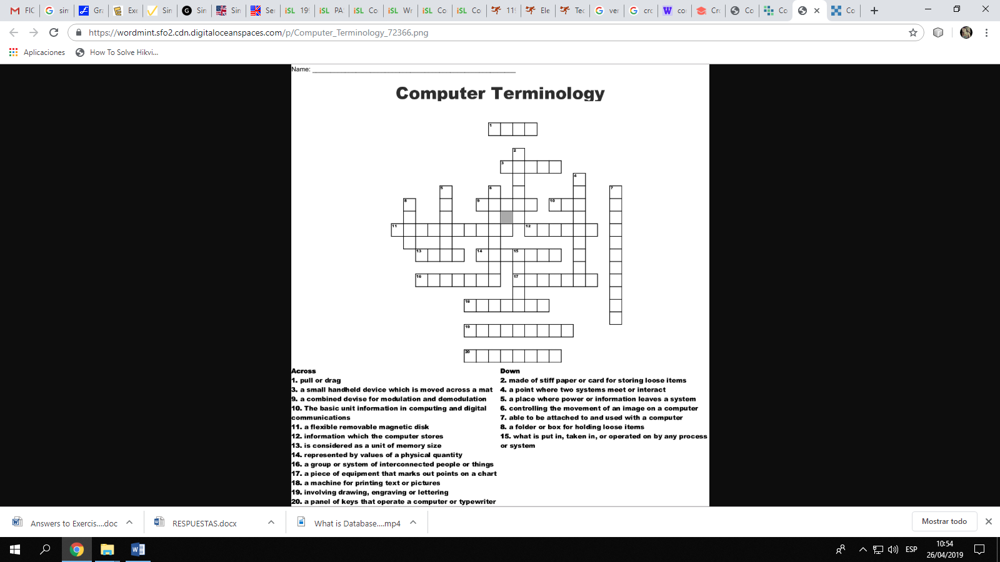 FIC
sin
Gra
Exe
Sin
Sin
Sin
Se
199
PA
Co
Wr
Co
Co
115
Ele
Tec
ver
crc
co
Cro
Co
Co
Co
https://wordmint.sfo2.cdn.digitaloceanspaces.com/p/Computer_Terminology_72366.png
Aplicaciones
How To Solve Hikvi...
Name:
Computer Terminology
1
2
3
4
5 6 7
8 9 10
11 12
13 14 15
16 17
18
19
20
Across
1. pull or drag
3. a small handheld device which is moved across a mat
9. a combined devise for modulation and demodulation
10. The basic unit information in computing and digital
communications
11. a flexible removable magnetic disk
12. information which the computer stores
13. is considered as a unit of memory size
14. represented by values of a physical quantity
16. a group or system of interconnected people or things
17. a piece of equipment that marks out points on a chart
18. a machine for printing text or pictures
19. involving drawing, engraving or lettering
20. a panel of keys that operate a computer or typewriter
Down
2. made of stiff paper or card for storing loose items
4. a point where two systems meet or interact
5. a place where power or information leaves a system
6. controlling the movement of an image on a computer
7. able to be attached to and used with a computer
8. a folder or box for holding loose items
15. what is put in, taken in, or operated on by any process
or system
Answers to Exercis....doc
RESPUESTAS.docx
What is Database....mp4
Mostrar todo
ESP
10:54
26/04/2019